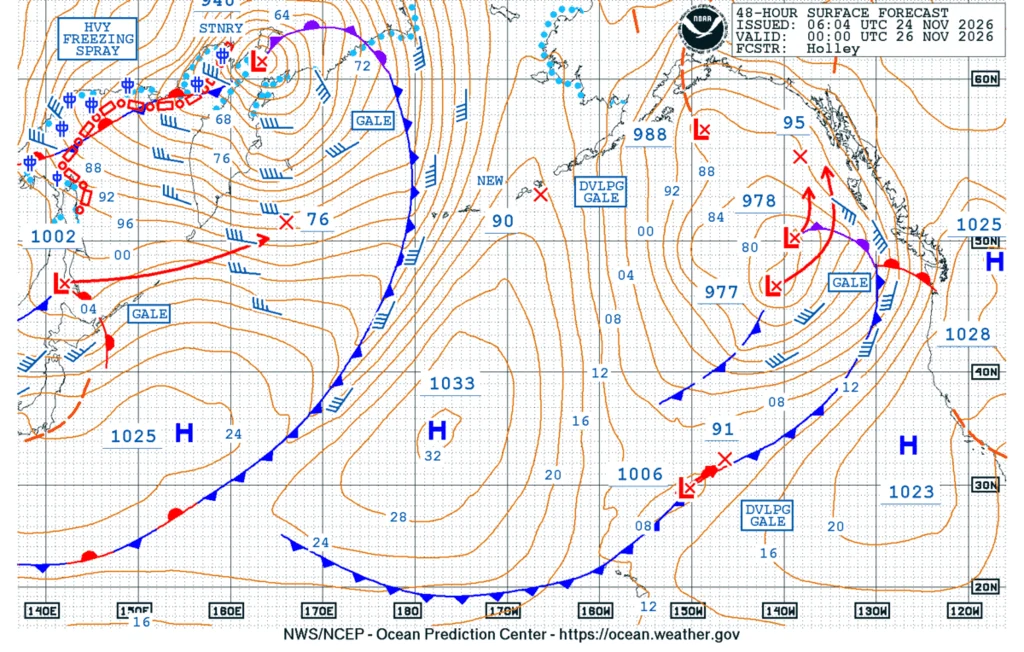 940
64
HVY
FREEZING
SPRAY
STNRY
L
72
NOAA
48-HOUR SURFACE FORECAST
ISSUED: 06:04 UTC 24 NOV 2026
VALID: 00:00 UTC 26 NOV 2026
FCSTR: Holley
60N
68
GALE
988
L
95
76
88
92
NEW
DVLPG
GALE
92
88
978
84
96
76
90
00
1025
1002
L
50N
80
H
00
04
L
977
L
GALE
04
GALE
08
1028
12
40N
1033
12
08
1025
H
24
H
16
91
H
32
20
1006
L
30N
1023
28
DVLPG
GALE
08
20
24
16
20N
140E
150E
160E
170E
180
170W
160W
150W
140W
130W
120W
12
16
NWS/NCEP - Ocean Prediction Center - https://ocean.weather.gov